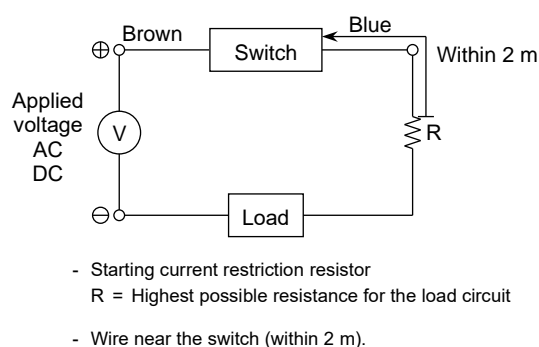 Brown
Blue
⊕
Switch
Within 2 m
Applied
voltage
AC
DC
V
R
⊖
Load
- Starting current restriction resistor
R = Highest possible resistance for the load circuit
- Wire near the switch (within 2 m).